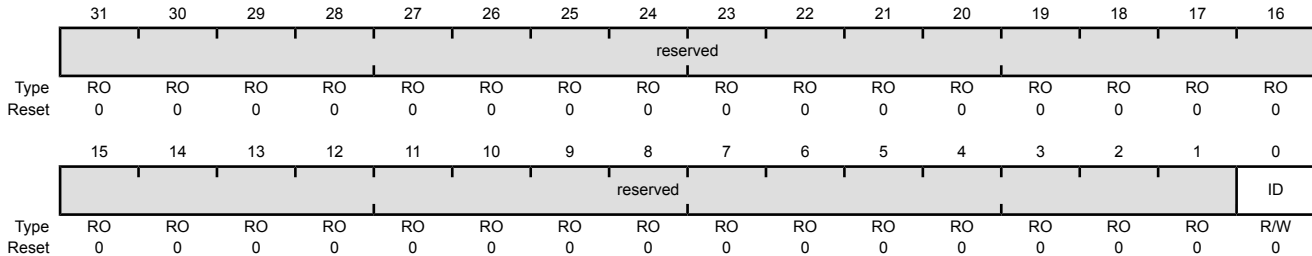 31 30 29 28 27 26 25 24 23 22 21 20 19 18 17 16
reserved
Type RO RO RO RO RO RO RO RO RO RO RO RO RO RO RO RO
Reset 0 0 0 0 0 0 0 0 0 0 0 0 0 0 0 0
15 14 13 12 11 10 9 8 7 6 5 4 3 2 1 0
reserved ID
Type RO RO RO RO RO RO RO RO RO RO RO RO RO RO RO R/W
Reset 0 0 0 0 0 0 0 0 0 0 0 0 0 0 0 0